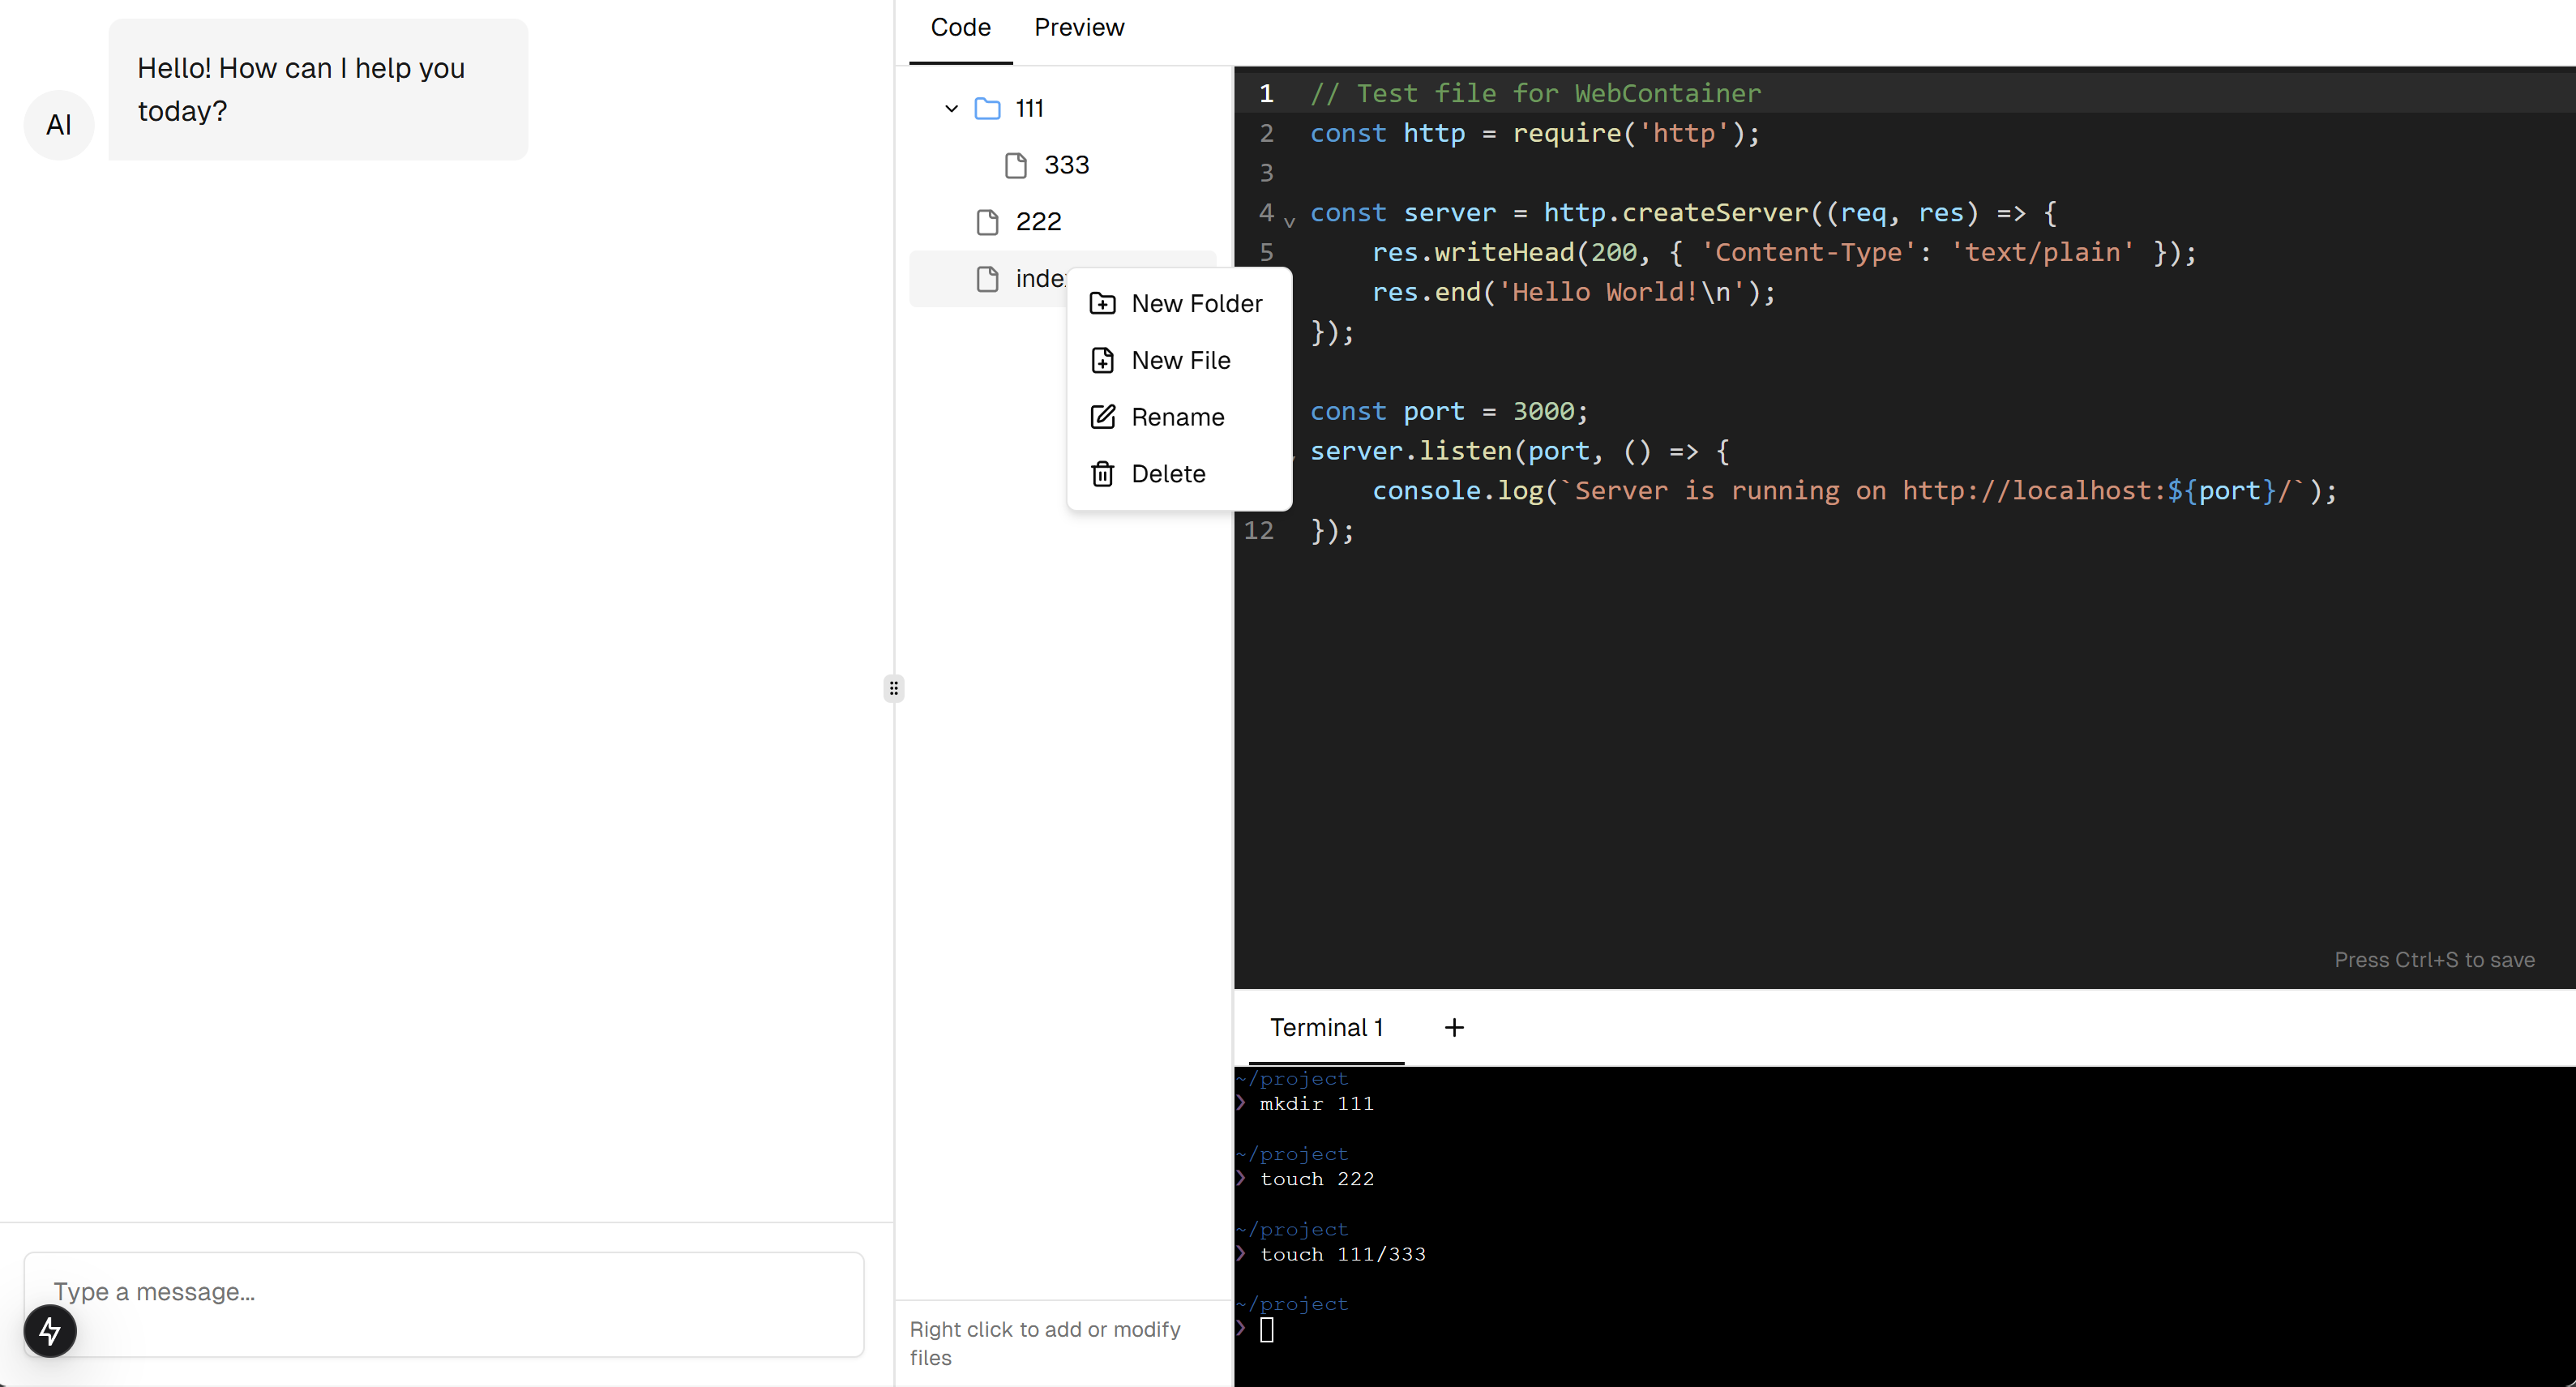 Hello! How can I help you
today?
AI
Type a message...
Code Preview
111
333
222
New Folder
New File
Rename
Delete
Right click to add or modify
files
1 // Test file for WebContainer
2 const http = require('http');
3
4 const server = http.createServer((req, res) => {
5     res.writeHead(200, { 'Content-Type': 'text/plain' });
    res.end('Hello World!\n');
});
const port = 3000;
server.listen(port, () => {
    console.log(`Server is running on http://localhost:${port}/`);
12 });
Press Ctrl+S to save
Terminal 1 +
~/project
❯ mkdir 111
~/project
❯ touch 222
~/project
❯ touch 111/333
~/project
❯